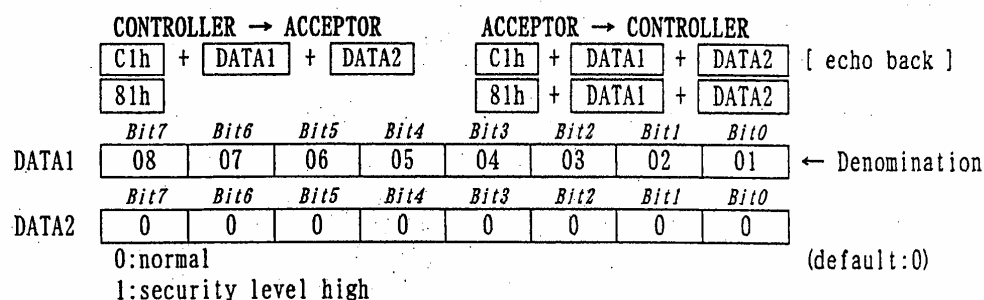 CONTROLLER → ACCEPTOR ACCEPTOR → CONTROLLER
C1h + DATA1 + DATA2 C1h + DATA1 + DATA2 [ echo back ]
81h 81h + DATA1 + DATA2
Bit7 Bit6 Bit5 Bit4 Bit3 Bit2 Bit1 Bit0
DATA1 08 07 06 05 04 03 02 01 ← Denomination
Bit7 Bit6 Bit5 Bit4 Bit3 Bit2 Bit1 Bit0
DATA2 0 0 0 0 0 0 0 0
0:normal (default:0)
1:security level high